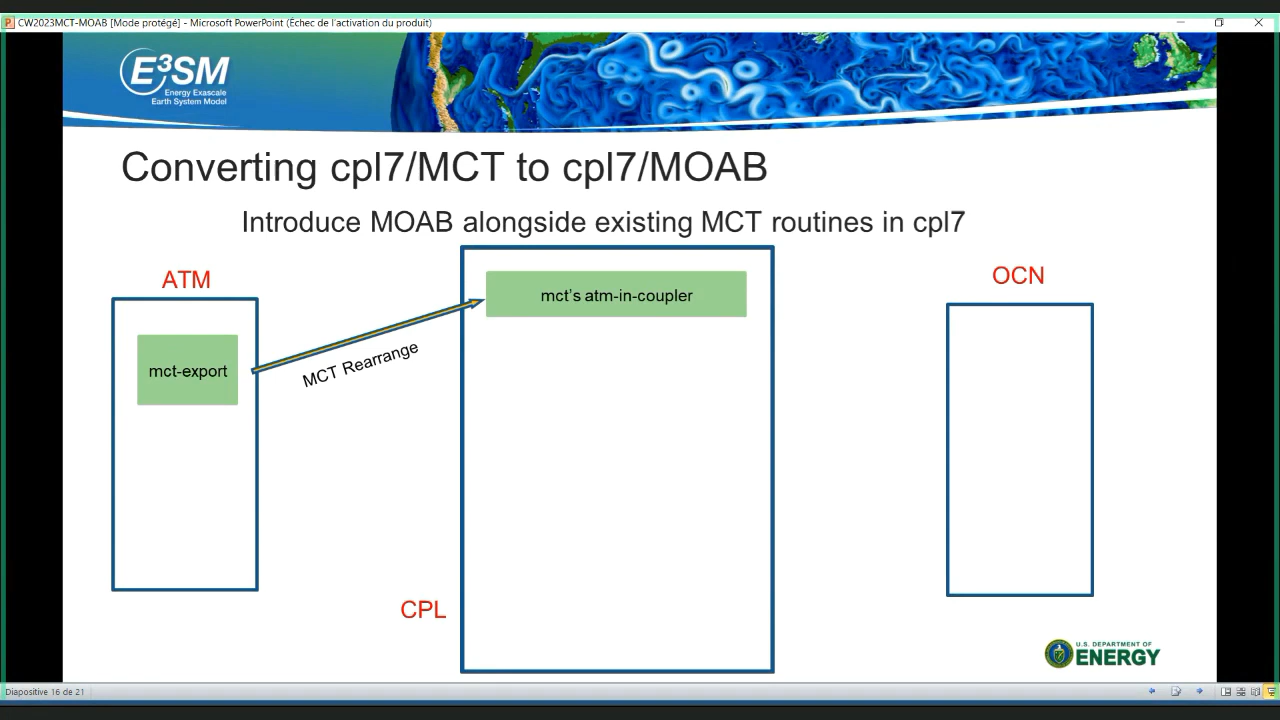 CW2023MCT-MOAB [Mode protégé] - Microsoft PowerPoint (Échec de l'activation du produit)
E³SM
Energy Exascale
Earth System Model
Converting cpl7/MCT to cpl7/MOAB
Introduce MOAB alongside existing MCT routines in cpl7
ATM
OCN
mct's atm-in-coupler
MCT Rearrange
mct-export
CPL
U.S. DEPARTMENT OF
ENERGY
Diapositive 16 de 21